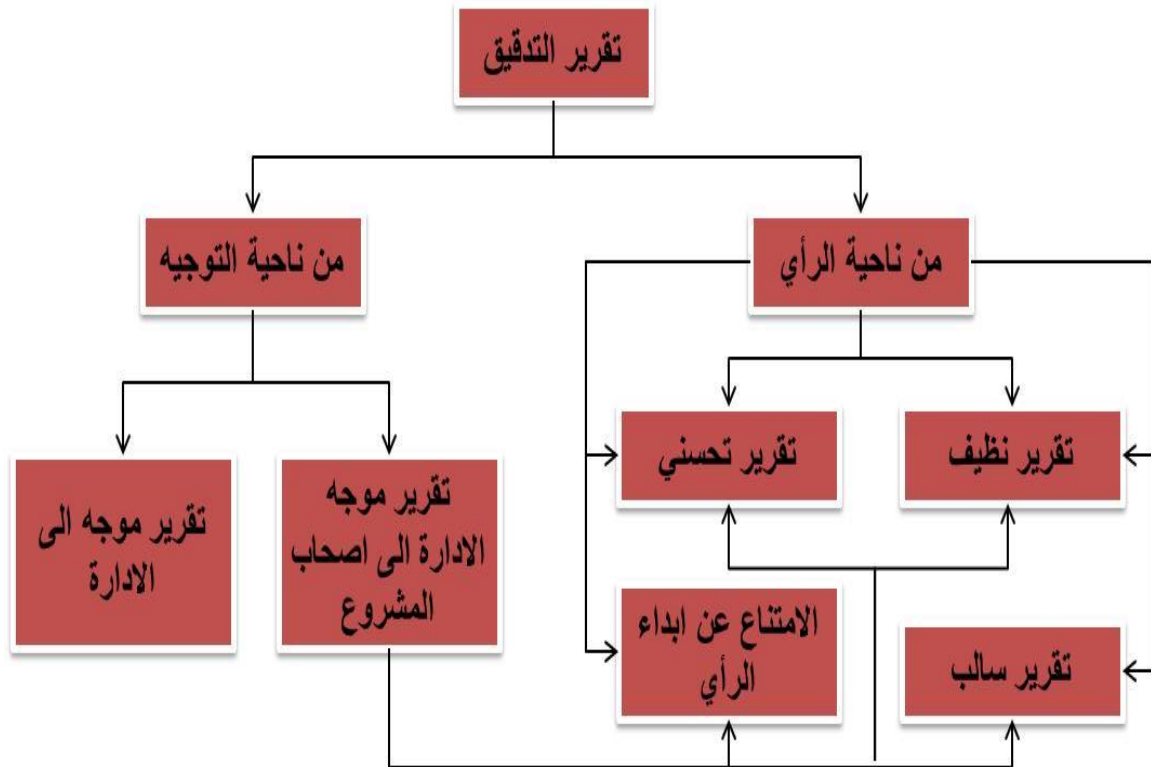 تقرير التدقيق
من ناحية الرأي
من ناحية التوجيه
تقرير نظيف
تقرير تحسني
تقرير موجه
الادارة الى اصحاب
المشروع
تقرير موجه الى
الادارة
تقرير سالب
الامتناع عن ابداء
الرأي